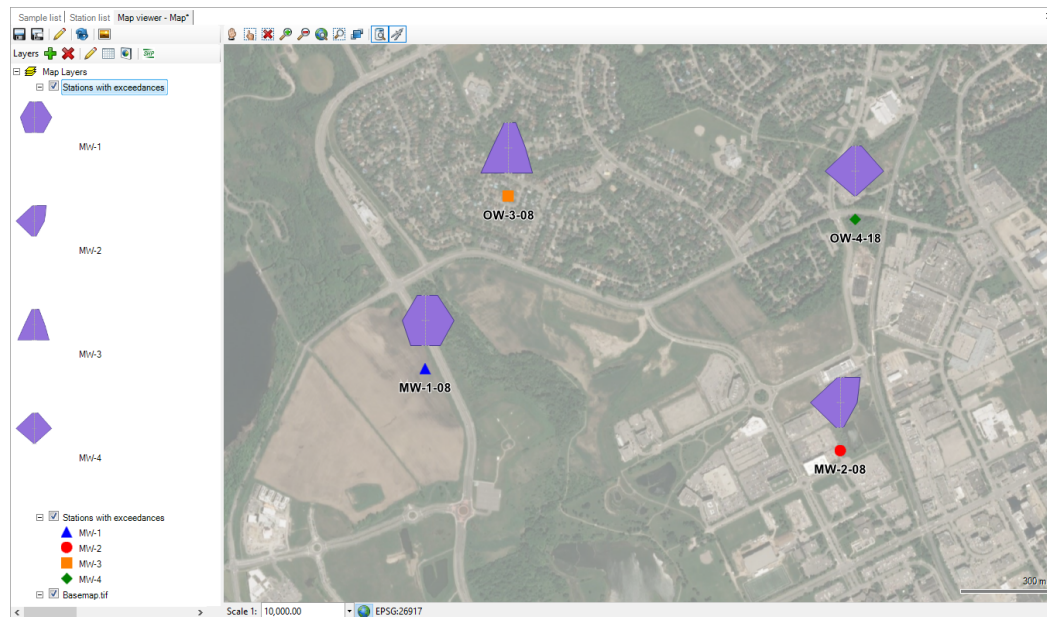 Sample list Station list Map viewer - Map*
Layers
SHP
Map Layers
Stations with exceedances
MW-1
MW-2
MW-3
MW-4
Stations with exceedances
MW-1
MW-2
MW-3
MW-4
Basemap.tif
OW-3-08
OW-4-18
MW-1-08
MW-2-08
300 m
Scale 1: 10,000.00 EPSG:26917